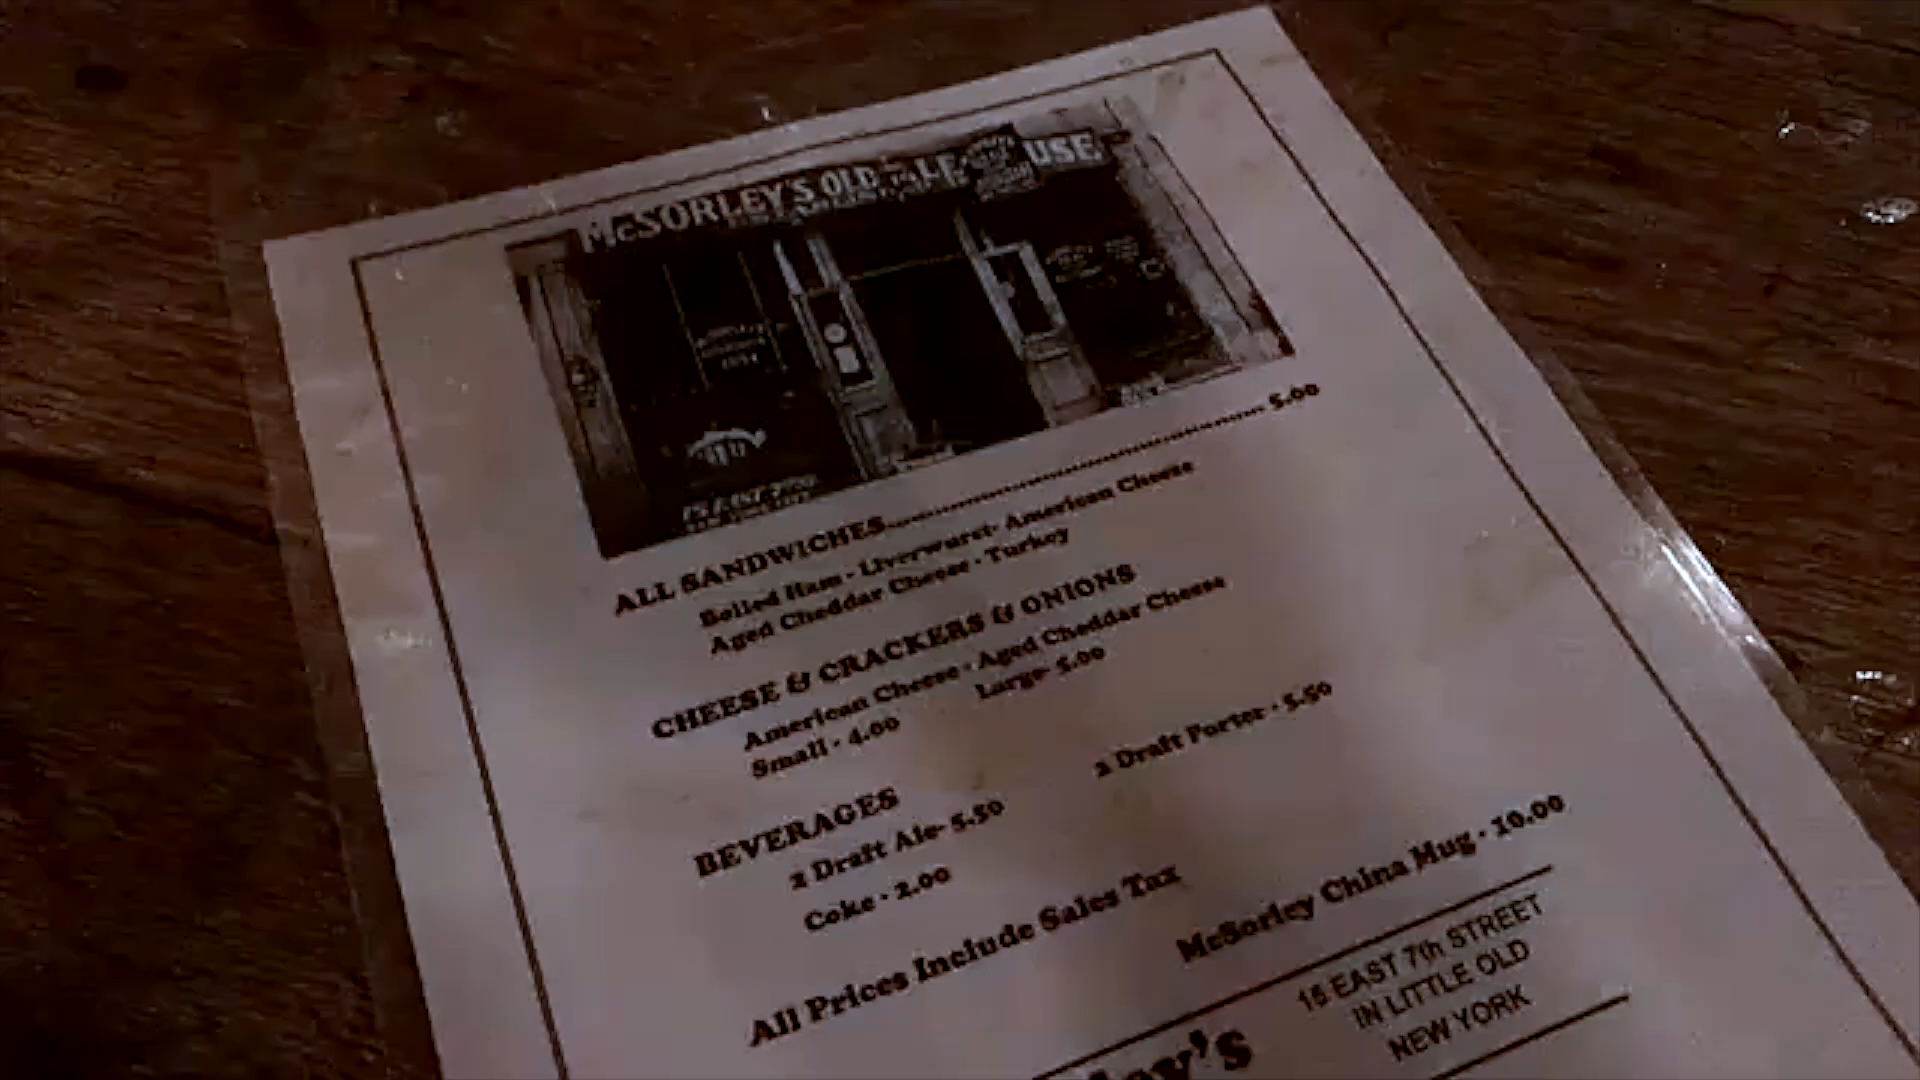 McSORLEY'S OLD ALE USE
ALL SANDWICHES 5.00
Boiled Ham - Liverwurst- American Cheese
Aged Cheddar Cheese - Turkey
CHEESE & CRACKERS & ONIONS
American Cheese - Aged Cheddar Cheese
Small - 4.00 Large- 5.00
BEVERAGES
2 Draft Ale- 5.50 2 Draft Porter - 5.50
Coke - 2.00
All Prices Include Sales Tax
McSorley China Mug - 10.00
15 EAST 7th STREET
IN LITTLE OLD
NEW YORK